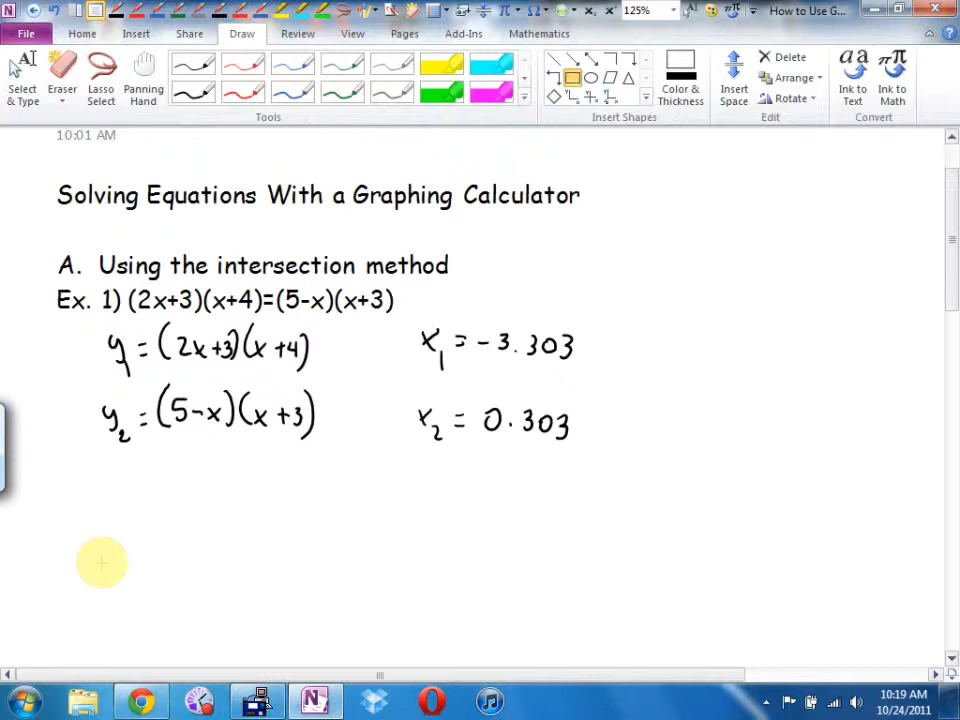 125%
How to Use G...
File Home Insert Share Draw Review View Pages Add-Ins Mathematics
Select & Type
Eraser
Lasso Select
Panning Hand
Color & Thickness
Insert Space
Delete
Arrange
Rotate
Ink to Text
Ink to Math
Tools Insert Shapes Edit Convert
10:01 AM
Solving Equations With a Graphing Calculator
A. Using the intersection method
Ex. 1) (2x+3)(x+4)=(5-x)(x+3)
y₁ = (2x+3)(x+4) x₁ = -3.303
y₂ = (5-x)(x+3) x₂ = 0.303
10:19 AM
10/24/2011